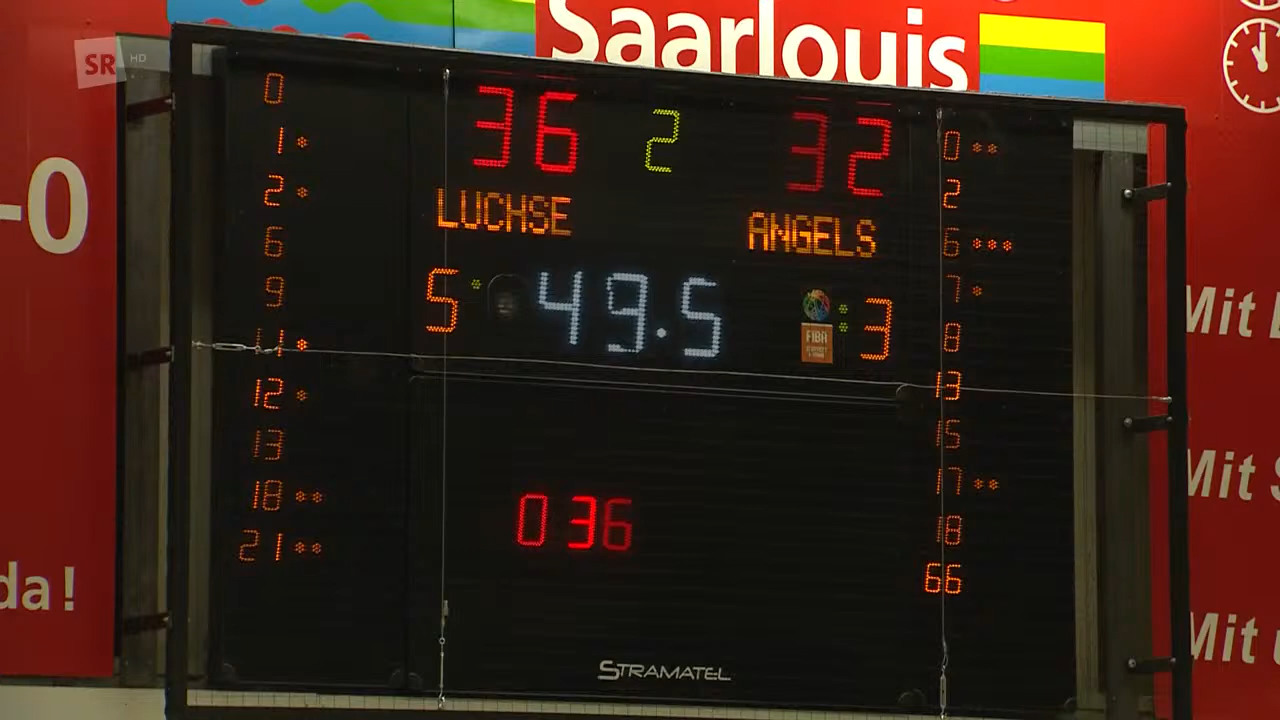 Saarlouis
SR HD
-0
da!
36 2 32
LUCHSE ANGELS
5 49.5 3
FIBA
0
1*
2*
6
9
11*
12*
13
18**
21**
0**
2
6***
7*
8
13
15
17**
18
66
0 36
STRAMATEL
Mit
Mit S
Mit